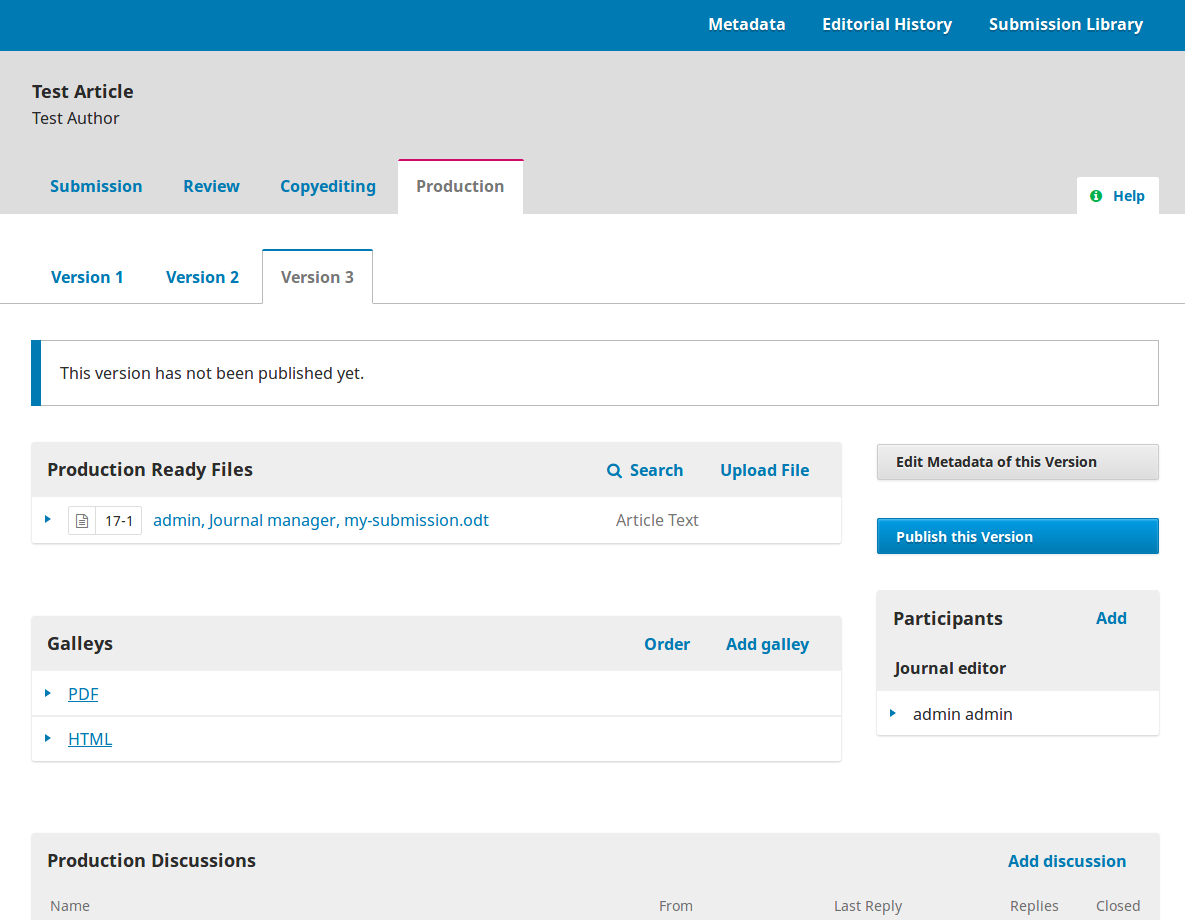 Metadata Editorial History Submission Library
Test Article
Test Author
Submission Review Copyediting Production
Help
Version 1 Version 2 Version 3
This version has not been published yet.
Production Ready Files Search Upload File
17-1 admin, Journal manager, my-submission.odt Article Text
Edit Metadata of this Version
Publish this Version
Galleys Order Add galley
PDF
HTML
Participants Add
Journal editor
admin admin
Production Discussions Add discussion
Name From Last Reply Replies Closed